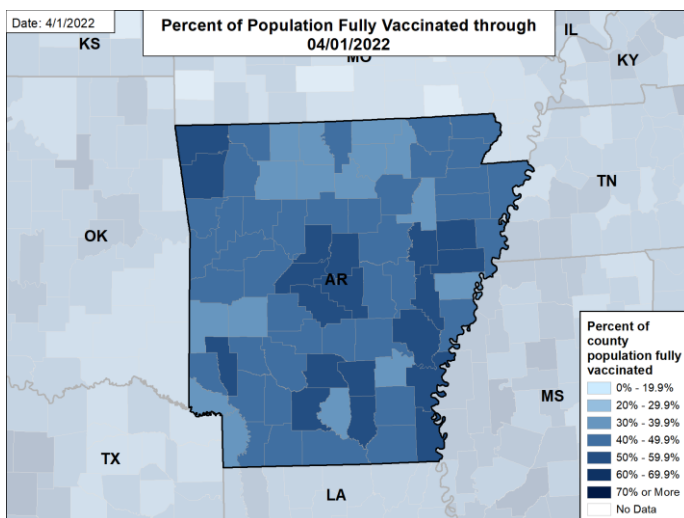 Date: 4/1/2022
Percent of Population Fully Vaccinated through
04/01/2022
IL
KS
MO
KY
TN
OK
AR
MS
TX
LA
Percent of
county
population fully
vaccinated
0% - 19.9%
20% - 29.9%
30% - 39.9%
40% - 49.9%
50% - 59.9%
60% - 69.9%
70% or More
No Data